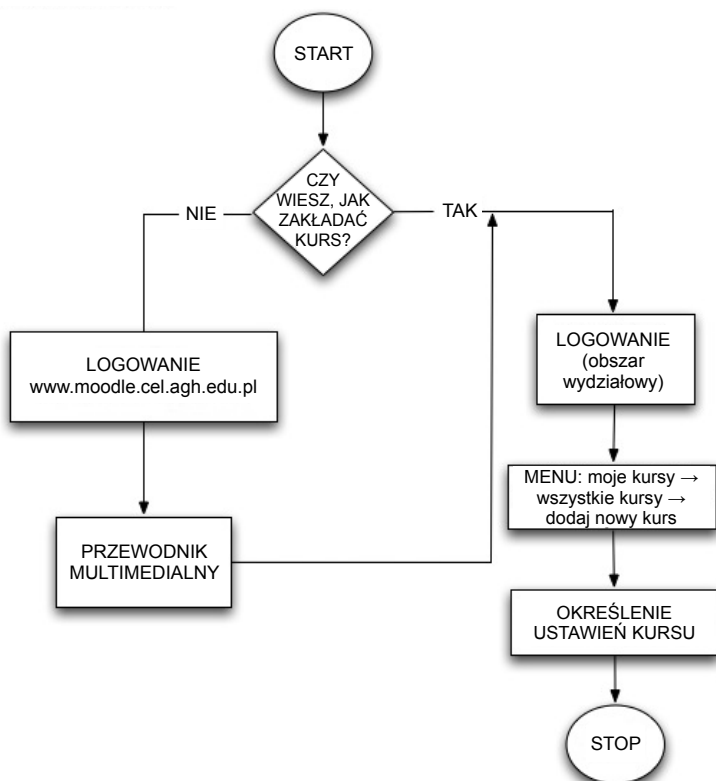 START
CZY
WIESZ, JAK
ZAKŁADAĆ
KURS?
NIE
TAK
LOGOWANIE
www.moodle.cel.agh.edu.pl
PRZEWODNIK
MULTIMEDIALNY
LOGOWANIE
(obszar
wydziałowy)
MENU: moje kursy →
wszystkie kursy →
dodaj nowy kurs
OKREŚLENIE
USTAWIEŃ KURSU
STOP